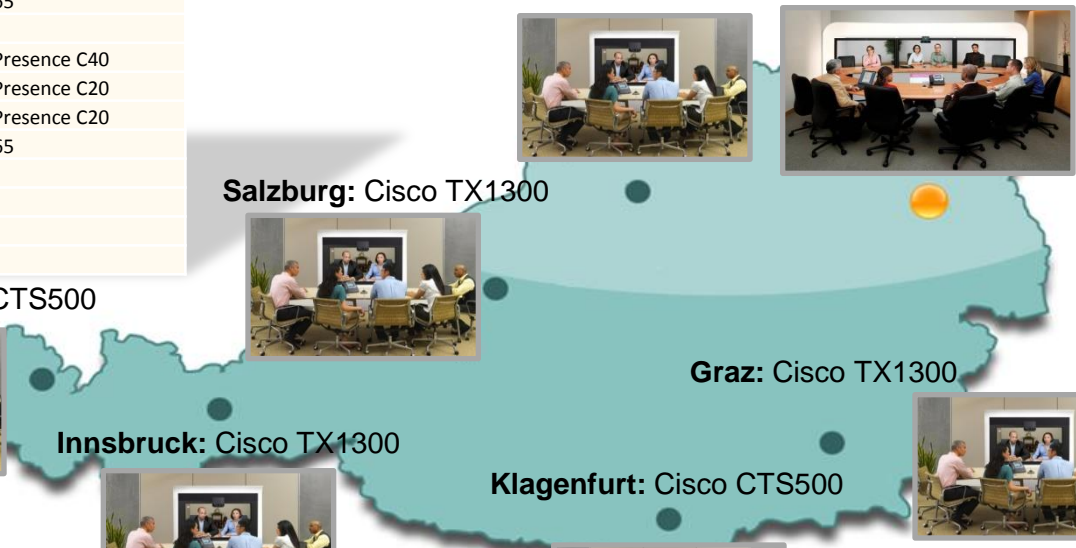 Presence C40
Presence C20
Presence C20
Salzburg: Cisco TX1300
CTS500
Graz: Cisco TX1300
Innsbruck: Cisco TX1300
Klagenfurt: Cisco CTS500